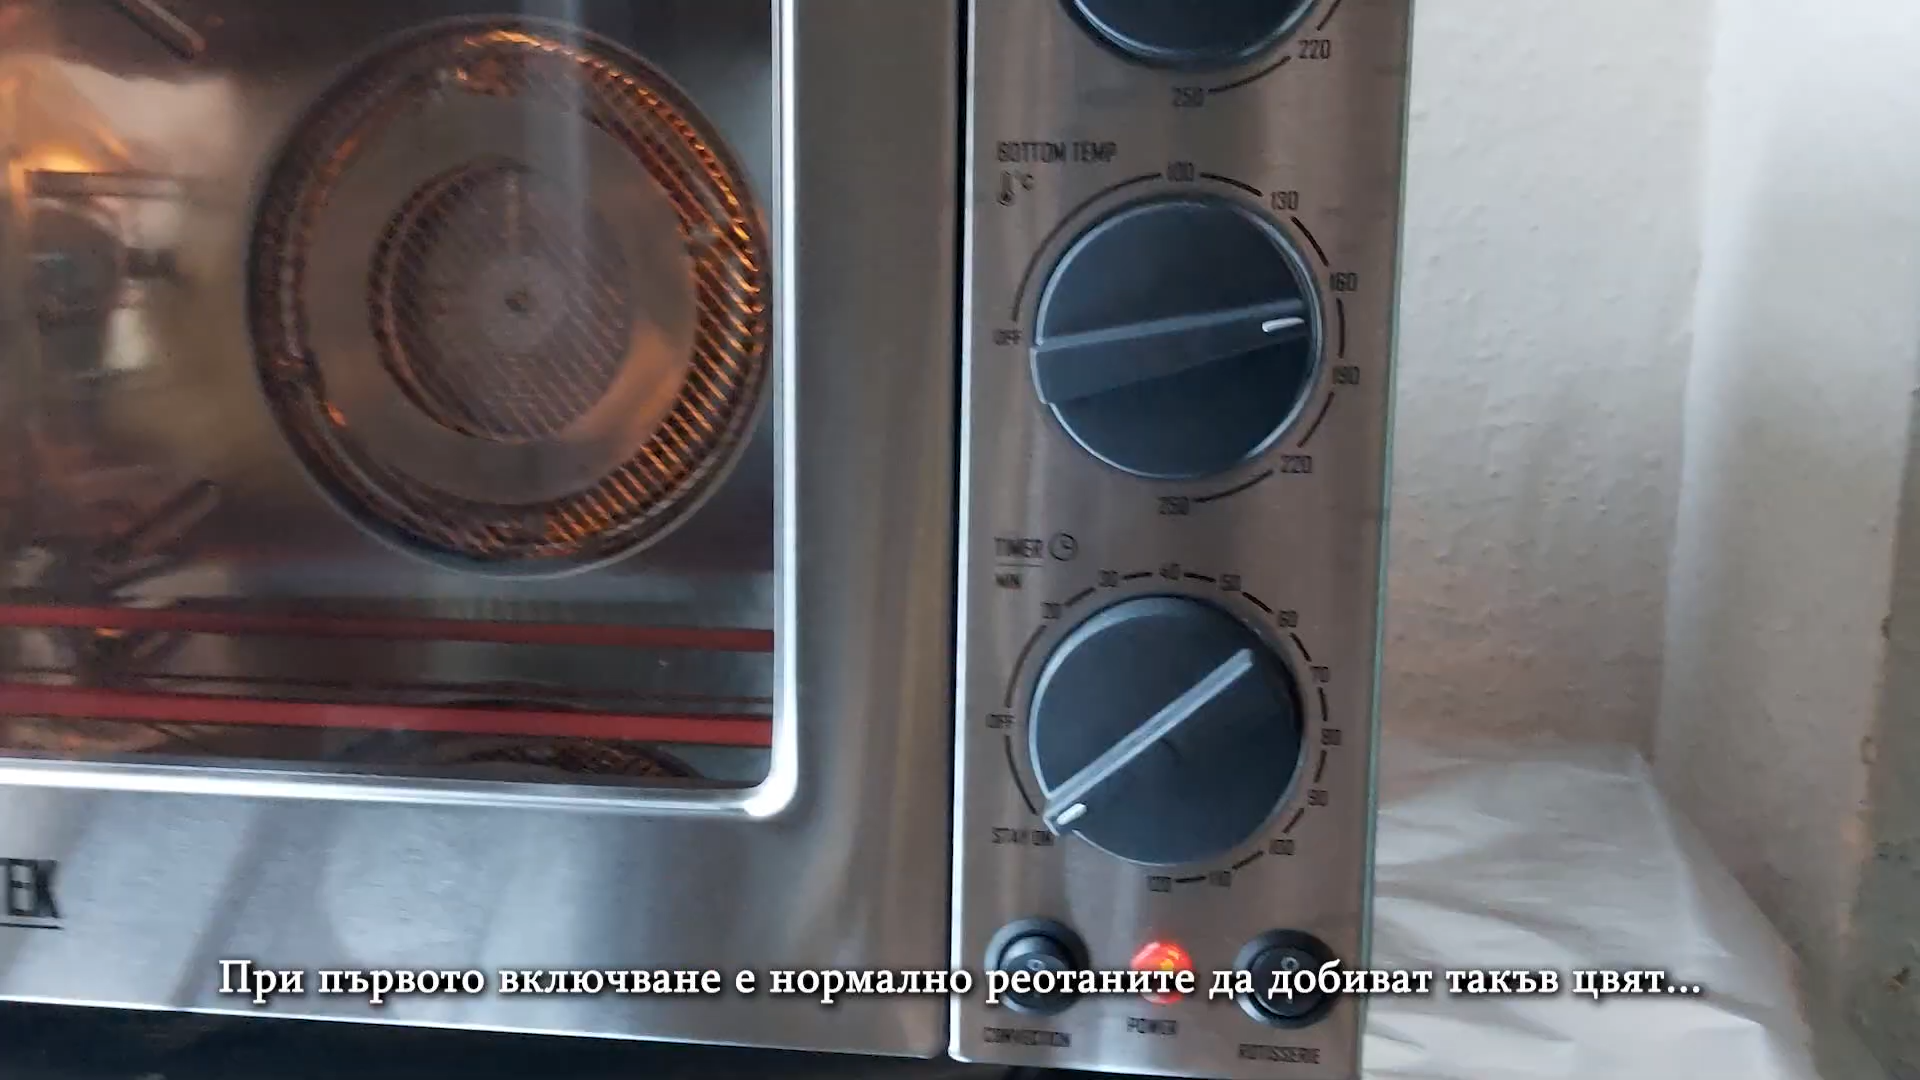 220
250
BOTTOM TEMP
°C
100
130
160
OFF
190
220
250
TIMER
MIN
20
30
40
50
60
70
80
90
100
110
120
OFF
STAY ON
TEK
При първото включване е нормално реотаните да добиват такъв цвят...
CONVECTION
POWER
ROTISSERIE